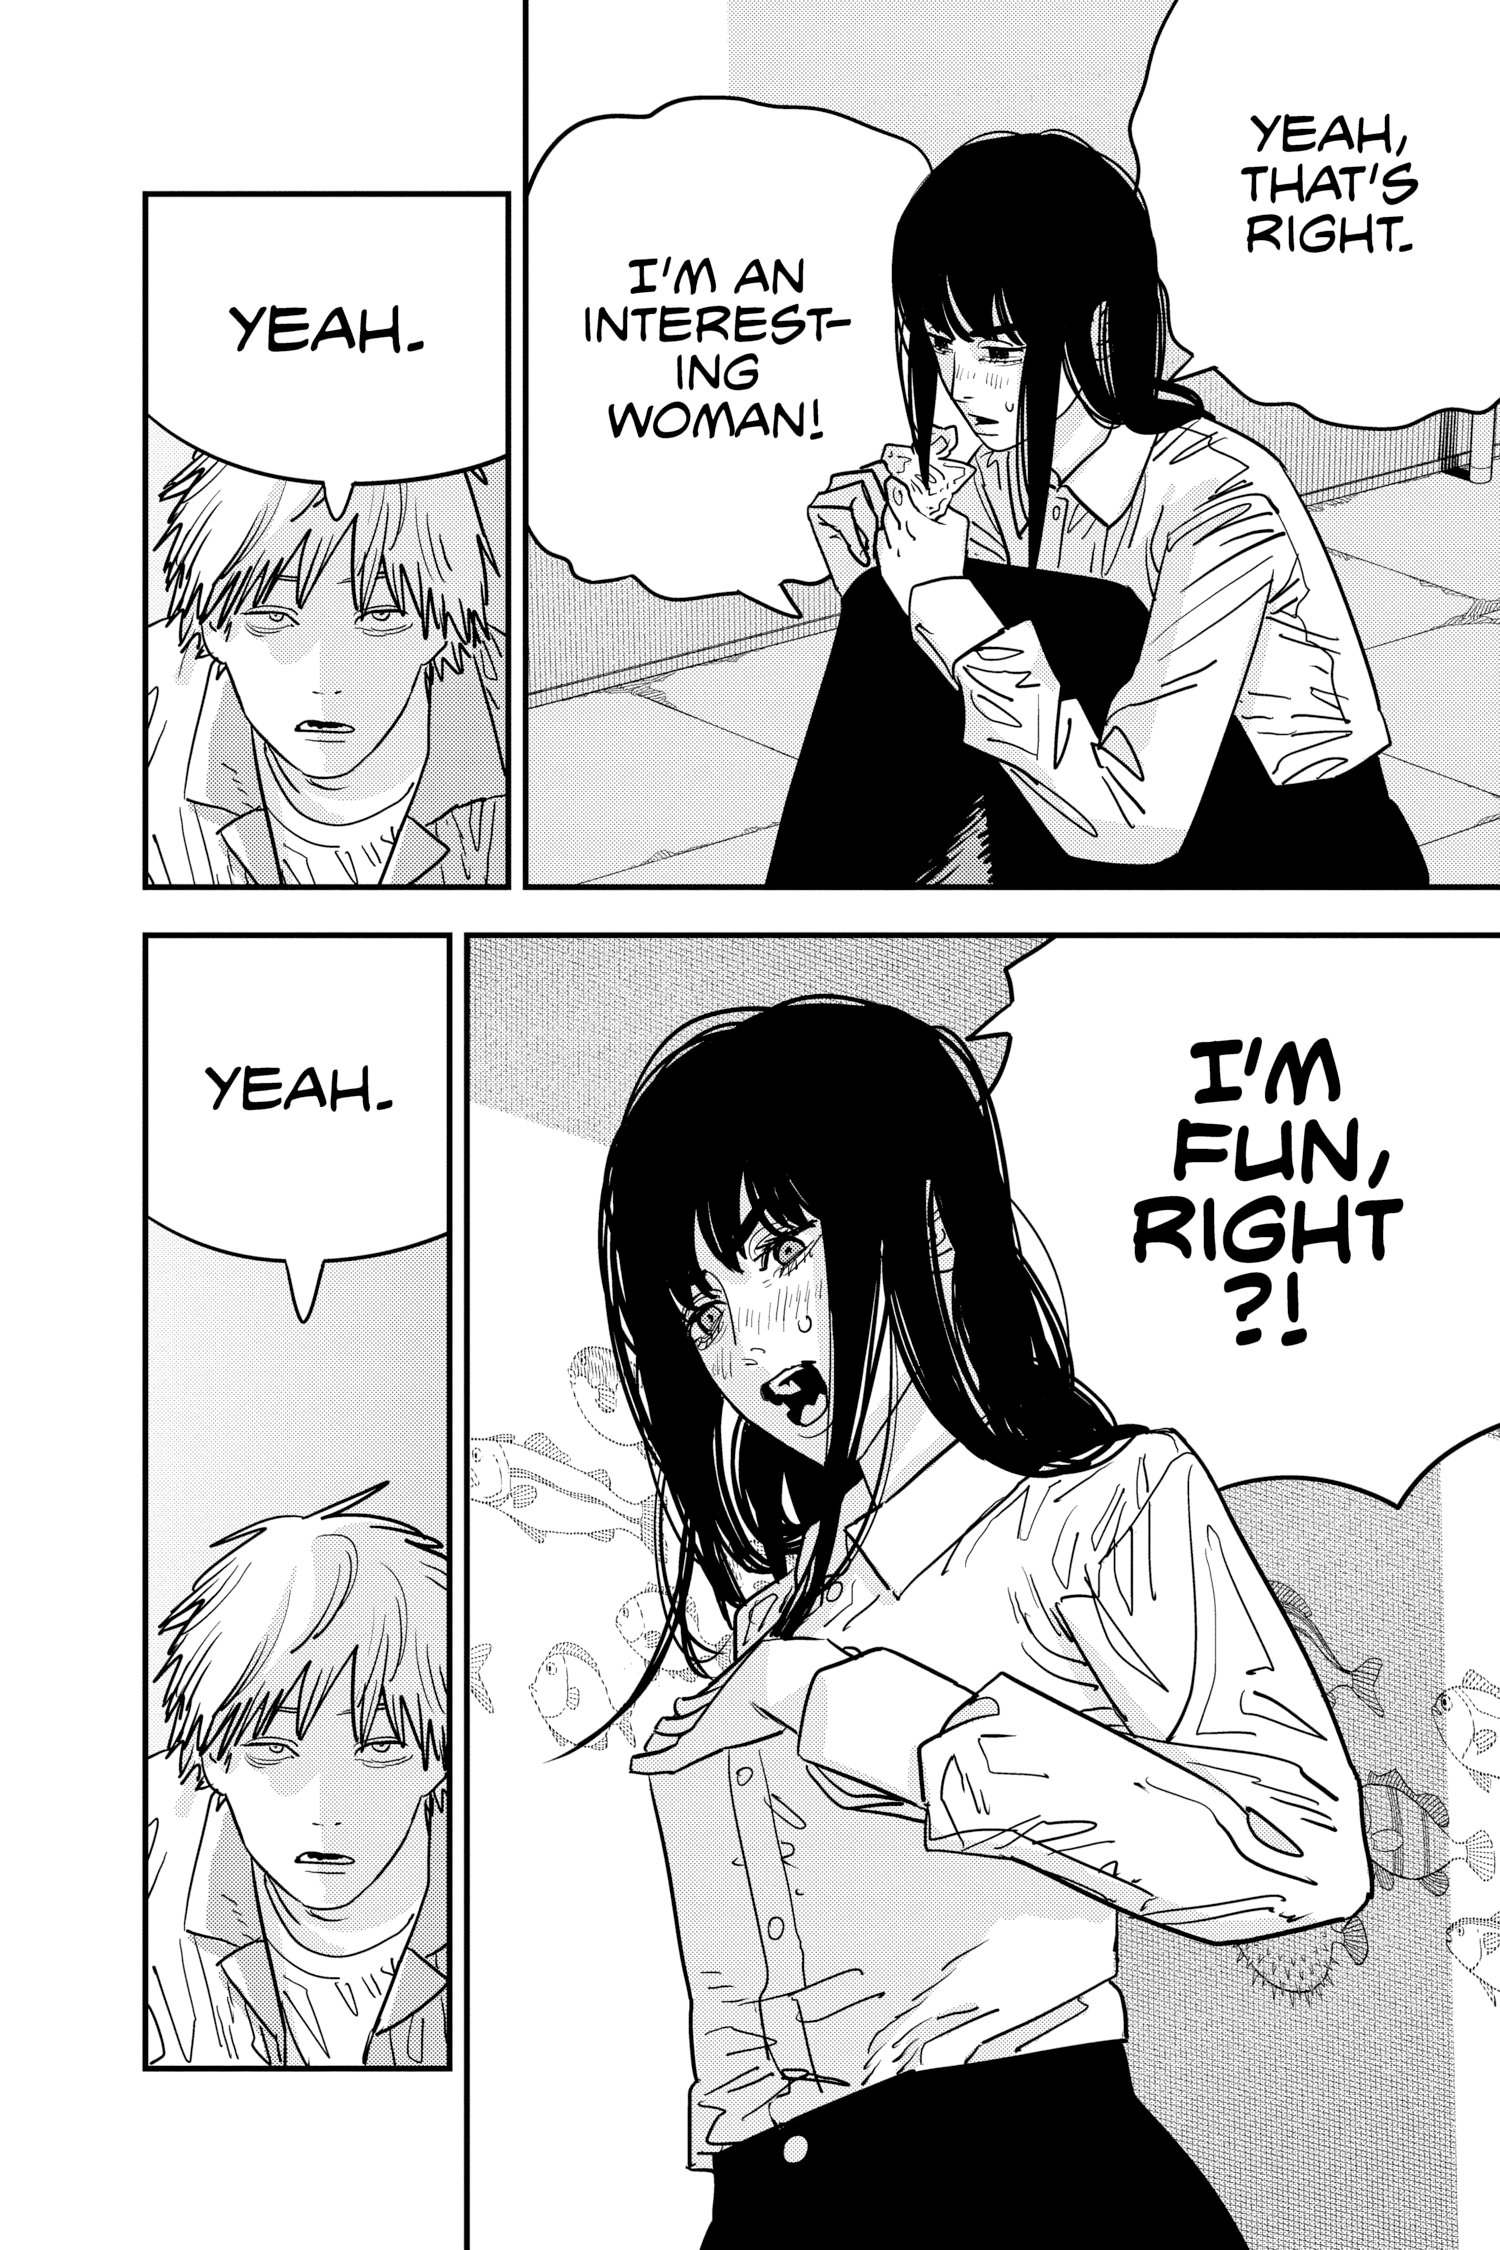 YEAH,
THAT'S
RIGHT.
I'M AN
INTEREST-
ING
WOMAN!
YEAH.
I'M
FUN,
RIGHT
?!
YEAH.